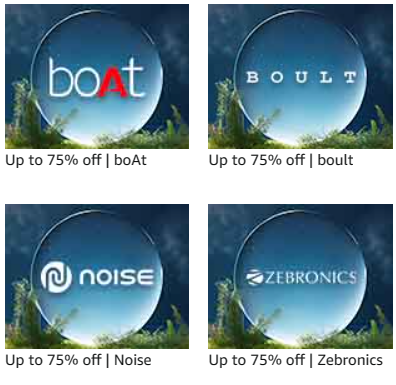 boAt
BOULT
Up to 75% off | boAt
Up to 75% off | boult
NOISE
ZEBRONICS
Up to 75% off | Noise
Up to 75% off | Zebronics